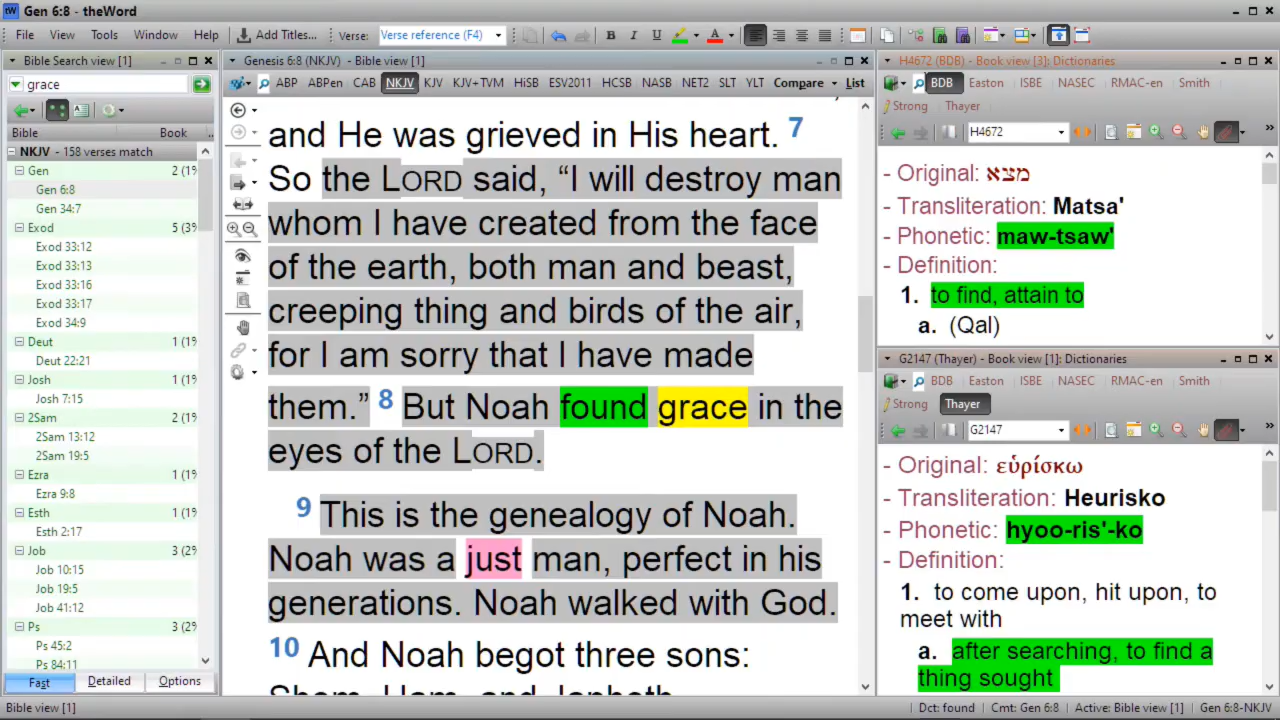 Gen 6:8 - theWord
File View Tools Window Help Add Titles... verse: Verse reference (F4) B I U A
Bible Search view [1]
grace
Bible Book
NKJV - 158 verses match
Gen 2 (1%
Gen 6:8
Gen 34:7
Exod 5 (3%
Exod 33:12
Exod 33:13
Exod 33:16
Exod 33:17
Exod 34:9
Deut 1 (1%
Deut 22:21
Josh 1 (1%
Josh 7:15
2Sam 2 (1%
2Sam 13:12
2Sam 19:5
Ezra 1 (1%
Ezra 9:8
Esth 1 (1%
Esth 2:17
Job 3 (2%
Job 10:15
Job 19:5
Job 41:12
Ps 3 (2%
Ps 45:2
Ps 84:11
Fast Detailed Options
Genesis 6:8 (NKJV) - Bible view [1]
ABP ABPen CAB NKJV KJV KJV+TVM HiSB ESV2011 HCSB NASB NET2 SLT YLT Compare List
and He was grieved in His heart. 7
So the LORD said, “I will destroy man
whom I have created from the face
of the earth, both man and beast,
creeping thing and birds of the air,
for I am sorry that I have made
them.” 8 But Noah found grace in the
eyes of the LORD.
9 This is the genealogy of Noah.
Noah was a just man, perfect in his
generations. Noah walked with God.
10 And Noah begot three sons:
Shem, Ham, and Japheth.
H4672 (BDB) - Book view [3]: Dictionaries
BDB Easton ISBE NASEC RMAC-en Smith
Strong Thayer
H4672
- Original: מצא
- Transliteration: Matsa'
- Phonetic: maw-tsaw'
- Definition:
1. to find, attain to
a. (Qal)
G2147 (Thayer) - Book view [1]: Dictionaries
BDB Easton ISBE NASEC RMAC-en Smith
Strong Thayer
G2147
- Original: εὑρίσκω
- Transliteration: Heurisko
- Phonetic: hyoo-ris'-ko
- Definition:
1. to come upon, hit upon, to
meet with
a. after searching, to find a
thing sought
Bible view [1] Dct: found Cmt: Gen 6:8 Active: Bible view [1] Gen 6:8-NKJV